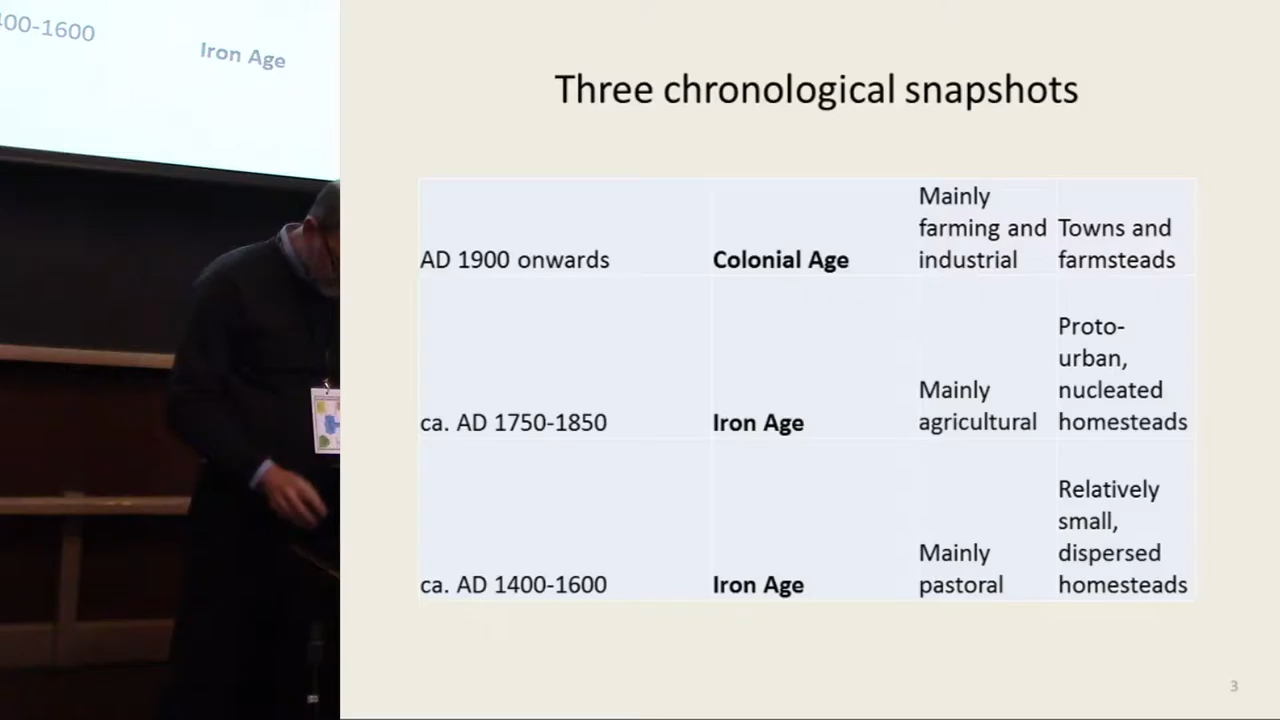 400-1600
Iron Age
Three chronological snapshots
AD 1900 onwards
Colonial Age
Mainly
farming and
industrial
Towns and
farmsteads
ca. AD 1750-1850
Iron Age
Mainly
agricultural
Proto-
urban,
nucleated
homesteads
ca. AD 1400-1600
Iron Age
Mainly
pastoral
Relatively
small,
dispersed
homesteads
3